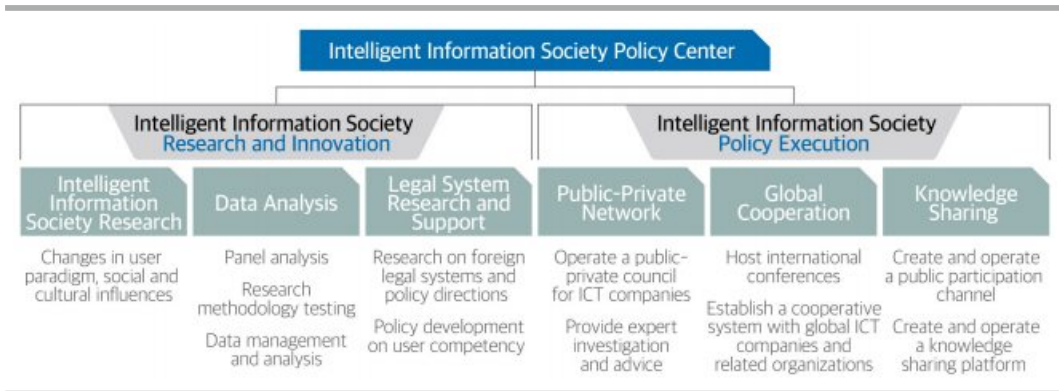 Intelligent Information Society Policy Center
Intelligent Information Society
Research and Innovation
Intelligent Information Society
Policy Execution
Intelligent
Information
Society Research
Data Analysis
Legal System
Research and
Support
Public-Private
Network
Global
Cooperation
Knowledge
Sharing
Changes in user
paradigm, social and
cultural influences
Panel analysis
Research
methodology testing
Data management
and analysis
Research on foreign
legal systems and
policy directions
Policy development
on user competency
Operate a public-
private council
for ICT companies
Provide expert
investigation
and advice
Host international
conferences
Establish a cooperative
system with global ICT
companies and
related organizations
Create and operate
a public participation
channel
Create and operate
a knowledge
sharing platform